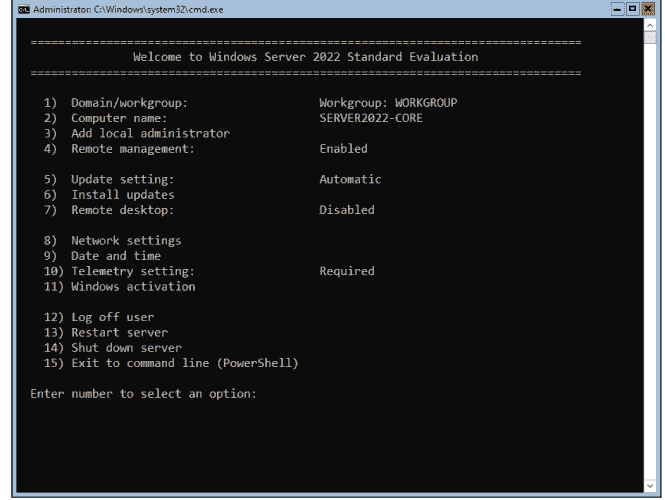 Administrator: C:\Windows\system32\cmd.exe
================================================================================
Welcome to Windows Server 2022 Standard Evaluation
================================================================================
1) Domain/workgroup: Workgroup: WORKGROUP
2) Computer name: SERVER2022-CORE
3) Add local administrator
4) Remote management: Enabled
5) Update setting: Automatic
6) Install updates
7) Remote desktop: Disabled
8) Network settings
9) Date and time
10) Telemetry setting: Required
11) Windows activation
12) Log off user
13) Restart server
14) Shut down server
15) Exit to command line (PowerShell)
Enter number to select an option: